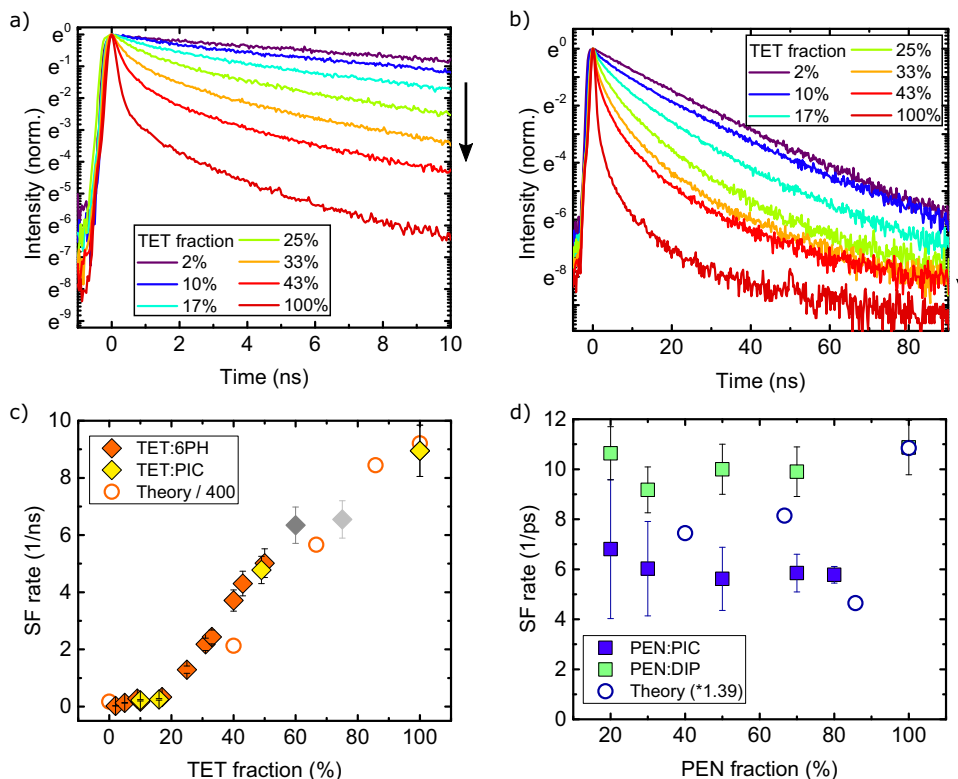 a)
Intensity (norm.)
e⁰
e⁻¹
e⁻²
e⁻³
e⁻⁴
e⁻⁵
e⁻⁶
e⁻⁷
e⁻⁸
e⁻⁹
TET fraction
2%
10%
17%
25%
33%
43%
100%
0 2 4 6 8 10
Time (ns)
b)
Intensity (norm.)
e⁰
e⁻²
e⁻⁴
e⁻⁶
e⁻⁸
TET fraction
2%
10%
17%
25%
33%
43%
100%
0 20 40 60 80
Time (ns)
c)
SF rate (1/ns)
10
8
6
4
2
0
TET:6PH
TET:PIC
Theory / 400
0 20 40 60 80 100
TET fraction (%)
d)
SF rate (1/ps)
12
10
8
6
4
2
0
PEN:PIC
PEN:DIP
Theory (*1.39)
20 40 60 80 100
PEN fraction (%)